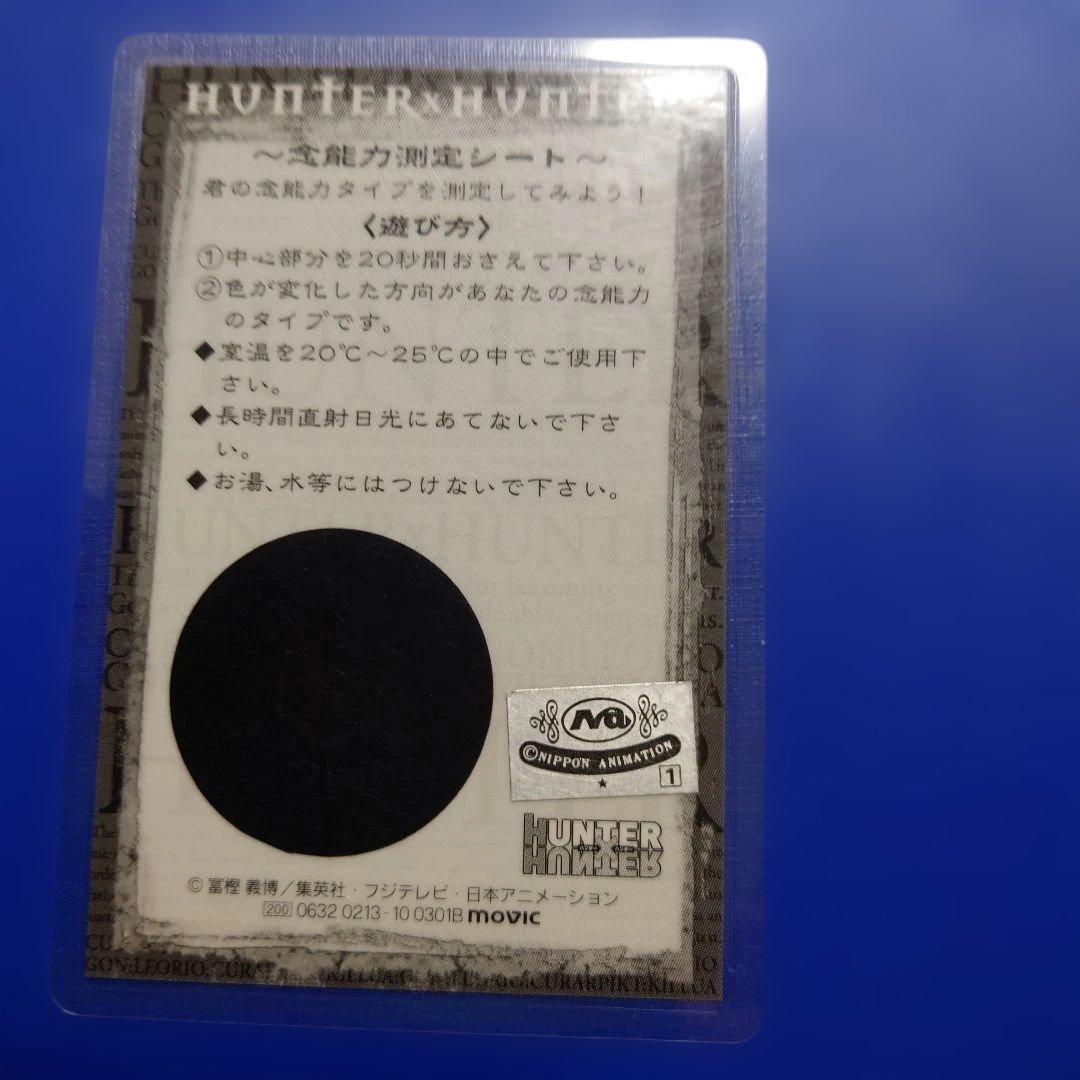 HUNTER×HUNTE
～念能力測定シート～
君の念能力タイプを測定してみよう！
〈遊び方〉
①中心部分を20秒間おさえて下さい。
②色が変化した方向があなたの念能力
のタイプです。
◆室温を20℃～25℃の中でご使用下
さい。
◆長時間直射日光にあてないで下さ
い。
◆お湯、水等にはつけないで下さい。
na
©NIPPON ANIMATION
1
HUNTER
HUNTER
© 冨樫 義博／集英社・フジテレビ・日本アニメーション
200 0632 0213-10 0301B movic
GON:LEORIO:CURA